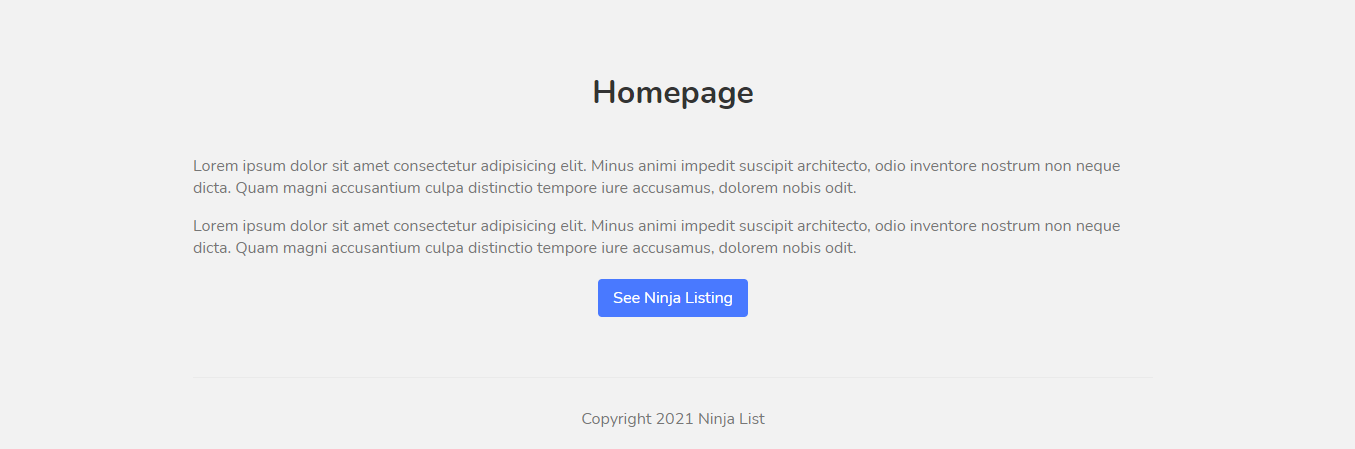 Homepage
Lorem ipsum dolor sit amet consectetur adipisicing elit. Minus animi impedit suscipit architecto, odio inventore nostrum non neque
dicta. Quam magni accusantium culpa distinctio tempore iure accusamus, dolorem nobis odit.
Lorem ipsum dolor sit amet consectetur adipisicing elit. Minus animi impedit suscipit architecto, odio inventore nostrum non neque
dicta. Quam magni accusantium culpa distinctio tempore iure accusamus, dolorem nobis odit.
See Ninja Listing
Copyright 2021 Ninja List